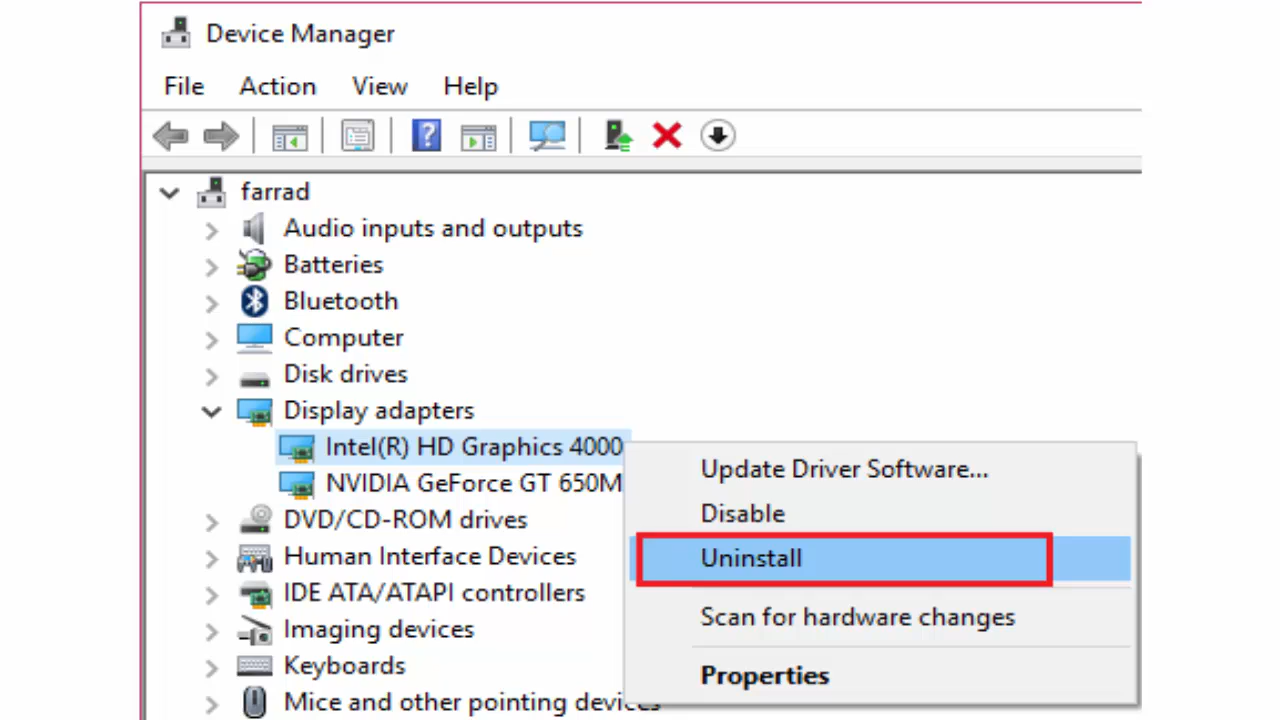 Device Manager
File Action View Help
farrad
Audio inputs and outputs
Batteries
Bluetooth
Computer
Disk drives
Display adapters
Intel(R) HD Graphics 4000
NVIDIA GeForce GT 650M
DVD/CD-ROM drives
Human Interface Devices
IDE ATA/ATAPI controllers
Imaging devices
Keyboards
Mice and other pointing devices
Update Driver Software...
Disable
Uninstall
Scan for hardware changes
Properties